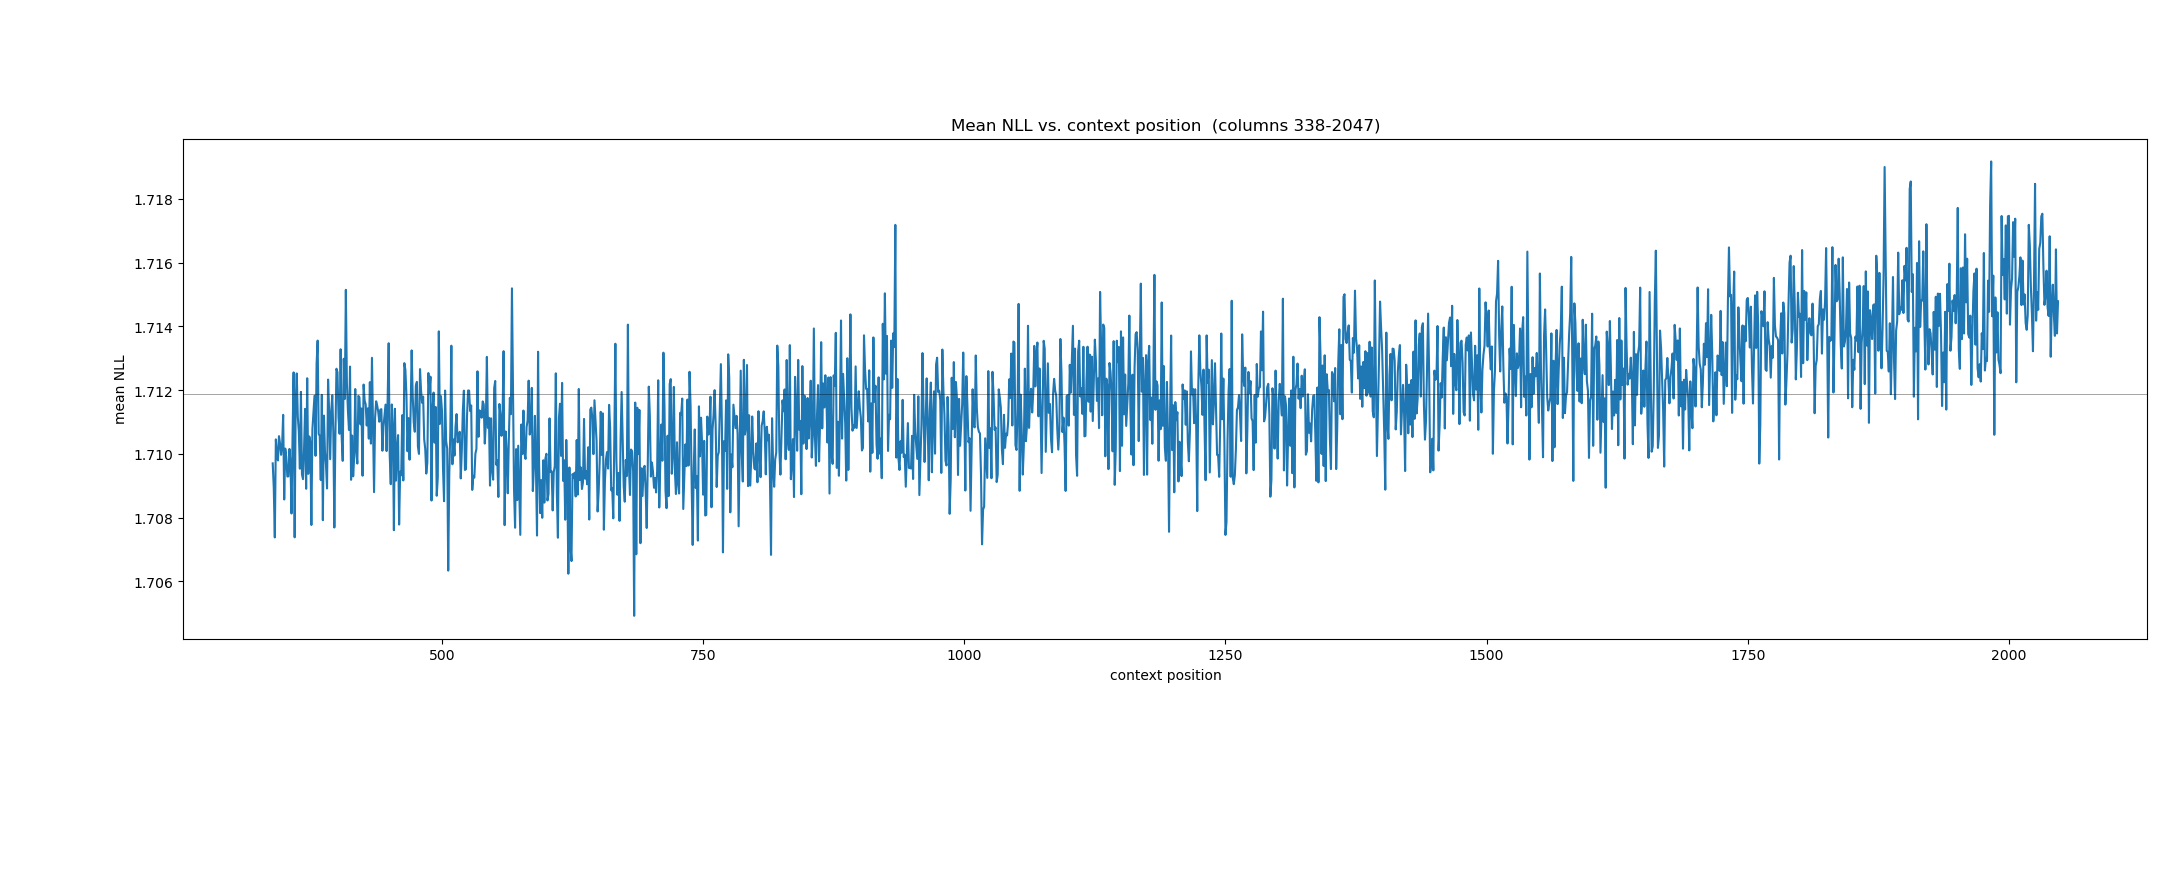 Mean NLL vs. context position  (columns 338-2047)
mean NLL
1.718
1.716
1.714
1.712
1.710
1.708
1.706
500 750 1000 1250 1500 1750 2000
context position